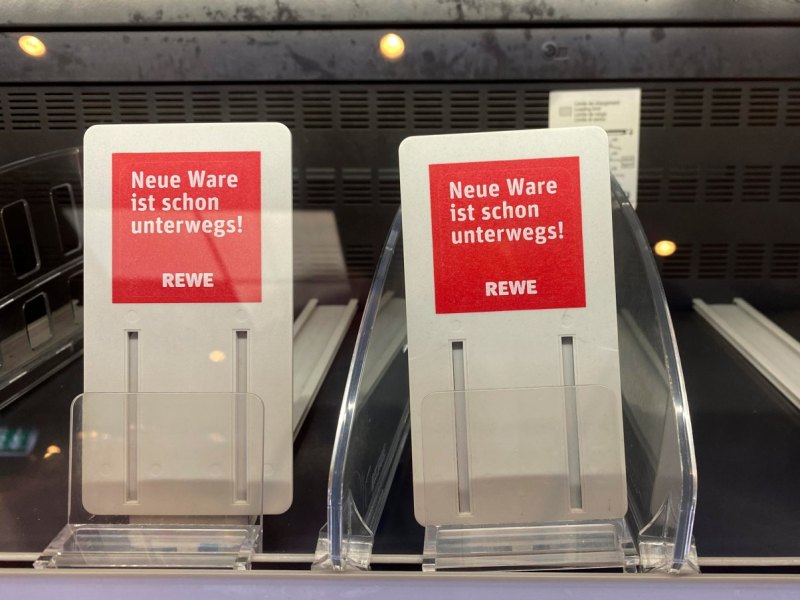 Neue Ware
ist schon
unterwegs!
REWE
Neue Ware
ist schon
unterwegs!
REWE